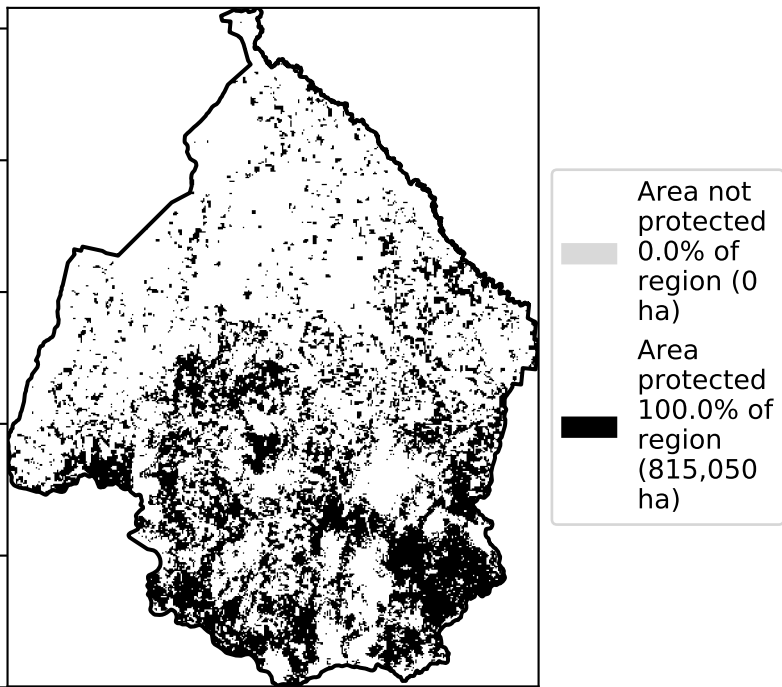 Area not
protected
0.0% of
region (0
ha)
Area
protected
100.0% of
region
(815,050
ha)